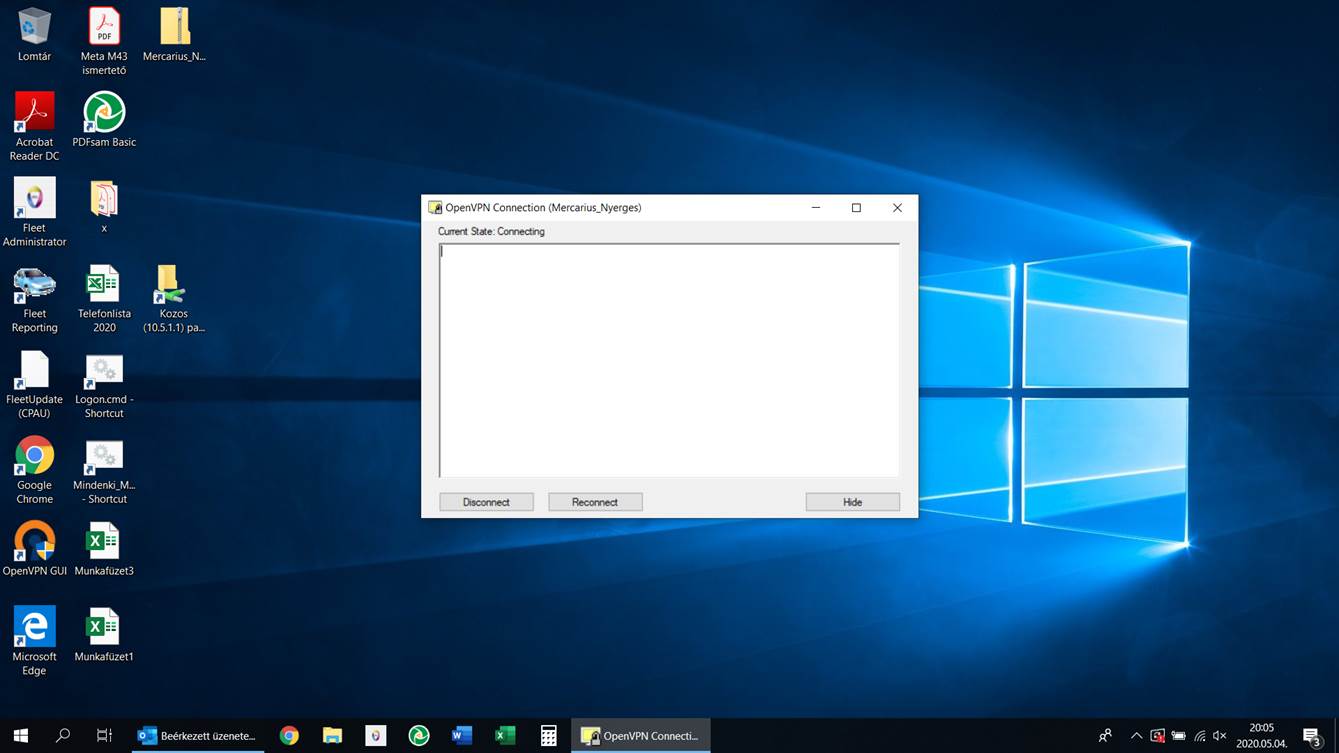 Lomtár
Meta M43
ismertető
Mercarius_N...
Acrobat
Reader DC
PDFsam Basic
Fleet
Administrator
x
Fleet
Reporting
Telefonlista
2020
Kozos
(10.5.1.1) pa...
FleetUpdate
(CPAU)
Logon.cmd -
Shortcut
Google
Chrome
Mindenki_M...
- Shortcut
OpenVPN GUI
Munkafüzet3
Microsoft
Edge
Munkafüzet1
OpenVPN Connection (Mercarius_Nyerges)
Current State: Connecting
Disconnect
Reconnect
Hide
Beérkezett üzenete...
OpenVPN Connecti...
20:05
2020.05.04.
3
PDF